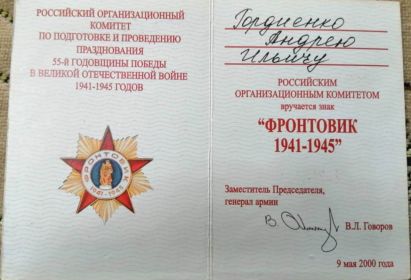 РОССИЙСКИЙ ОРГАНИЗАЦИОННЫЙ
КОМИТЕТ
ПО ПОДГОТОВКЕ И ПРОВЕДЕНИЮ
ПРАЗДНОВАНИЯ
55-Й ГОДОВЩИНЫ ПОБЕДЫ
В ВЕЛИКОЙ ОТЕЧЕСТВЕННОЙ ВОЙНЕ
1941-1945 ГОДОВ
ФРОНТОВИК
1941-1945
Гордиенко
Андрею
Ильичу
РОССИЙСКИМ
ОРГАНИЗАЦИОННЫМ КОМИТЕТОМ
вручается знак
“ФРОНТОВИК
1941-1945”
Заместитель Председателя,
генерал армии
В.Л. Говоров
9 мая 2000 года